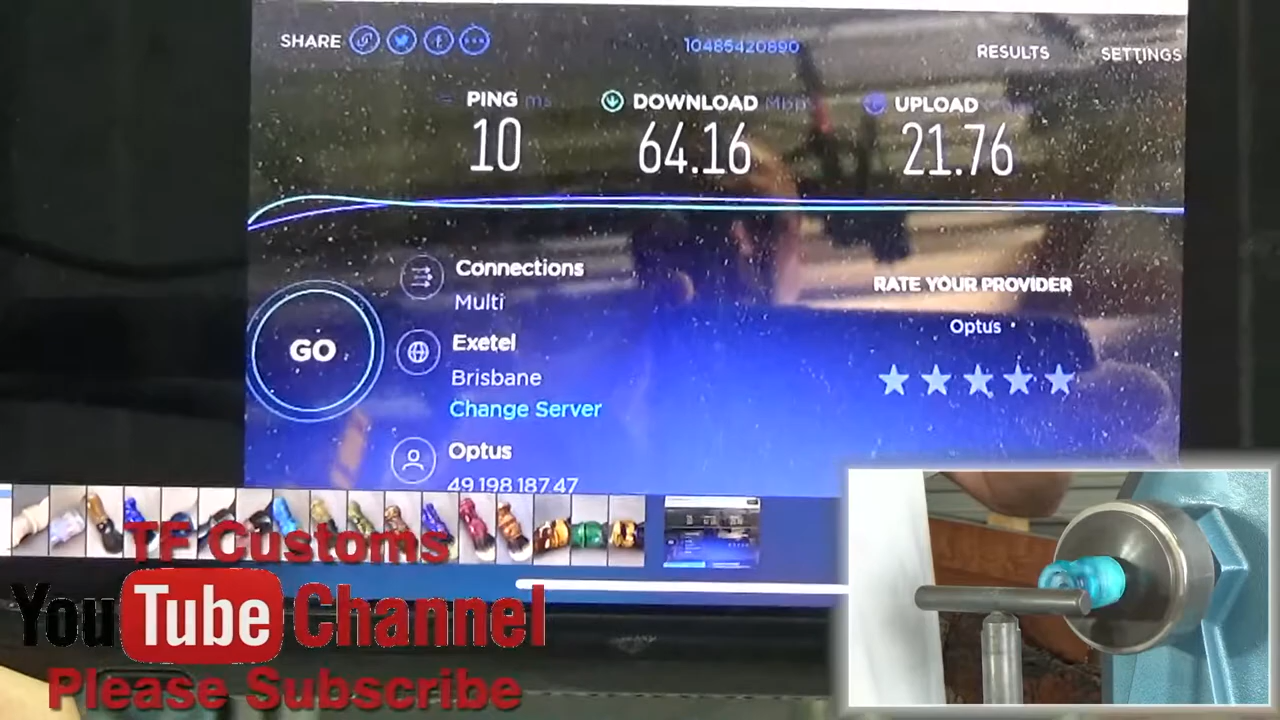 SHARE
10485420890
RESULTS
SETTINGS
PING ms
DOWNLOAD Mbp
UPLOAD
10
64.16
21.76
Connections
Multi
GO
Exetel
Brisbane
Change Server
Optus
49.198.187.47
RATE YOUR PROVIDER
Optus
TF Customs
YouTube Channel
Please Subscribe